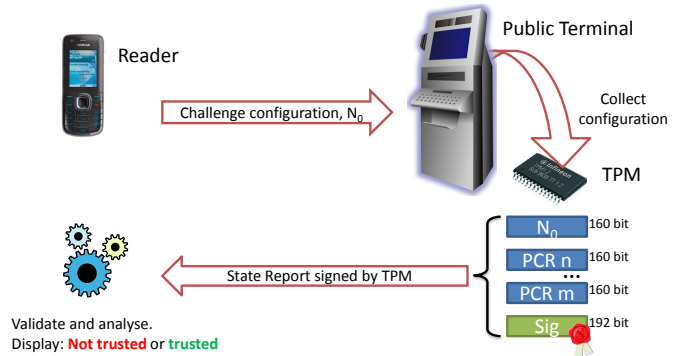 Public Terminal
Reader
Challenge configuration, N₀
Collect
configuration
infineon
TPM
N₀ 160 bit
PCR n 160 bit
...
PCR m 160 bit
Sig 192 bit
State Report signed by TPM
Validate and analyse.
Display: Not trusted or trusted